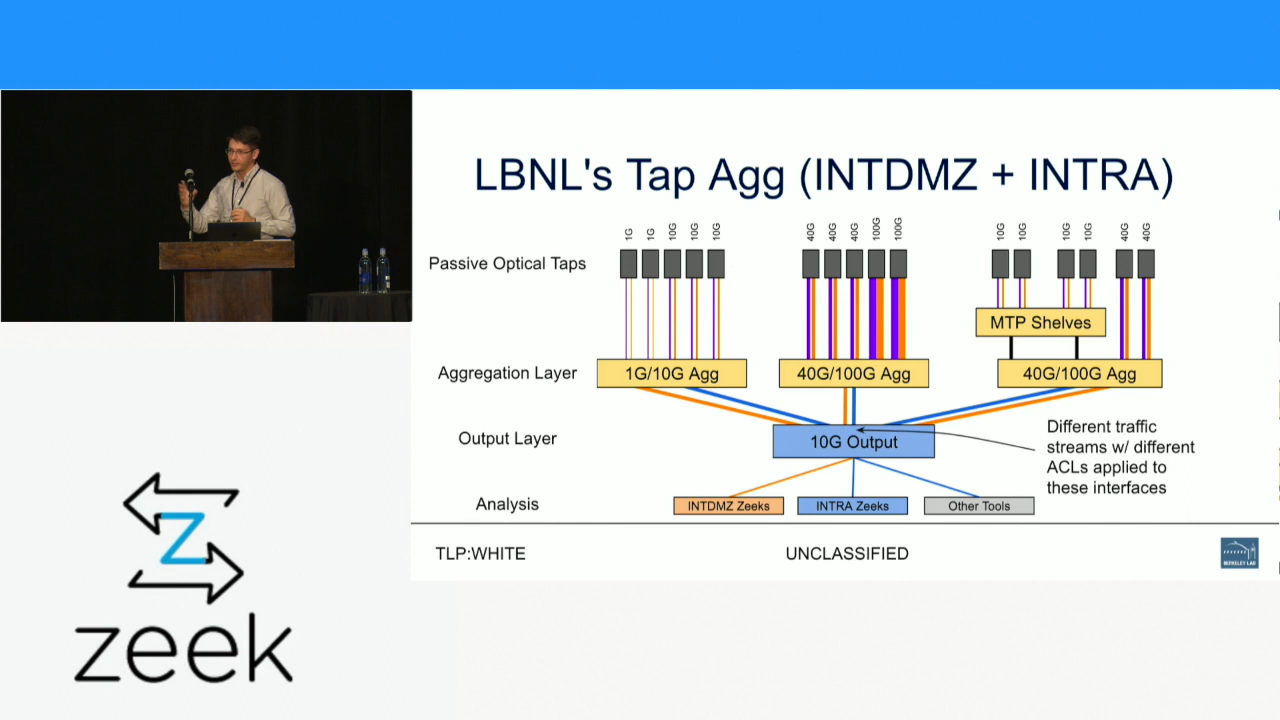 LBNL's Tap Agg (INTDMZ + INTRA)
1G 1G 10G 10G 10G 40G 40G 40G 100G 100G 10G 10G 10G 10G 40G 40G
Passive Optical Taps
MTP Shelves
Aggregation Layer 1G/10G Agg 40G/100G Agg 40G/100G Agg
Output Layer 10G Output
Different traffic
streams w/ different
ACLs applied to
these interfaces
Analysis INTDMZ Zeeks INTRA Zeeks Other Tools
TLP:WHITE UNCLASSIFIED
BERKELEY LAB
Z
zeek